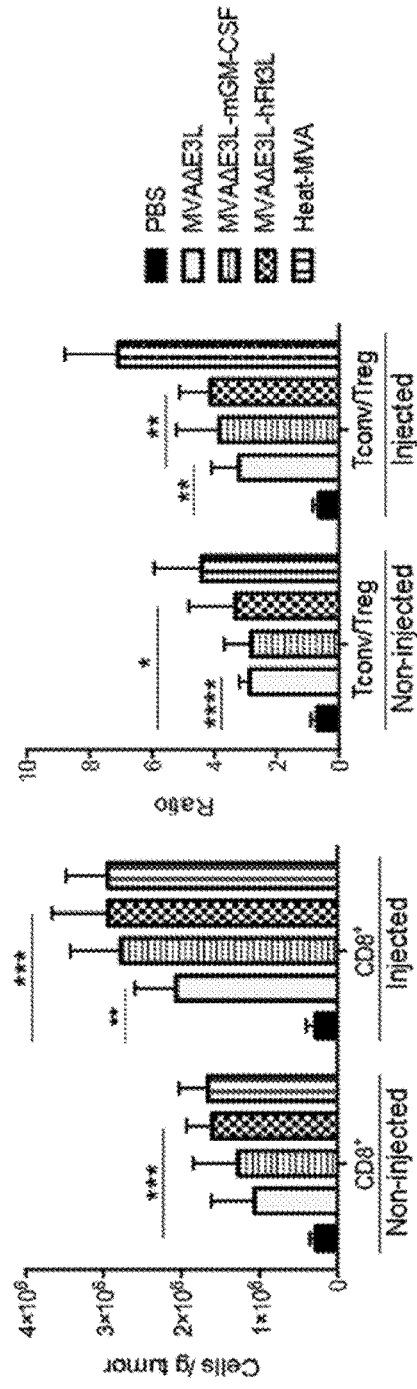 Cells /g tumor
4×10⁶
3×10⁶
2×10⁶
1×10⁶
0
***
***
**
CD8⁺
CD8⁺
Non-injected
Injected
Ratio
10
8
6
4
2
0
*
****
**
**
Tconv/Treg
Tconv/Treg
Non-injected
Injected
PBS
MVAΔE3L
MVAΔE3L-mGM-CSF
MVAΔE3L-hFlt3L
Heat-MVA